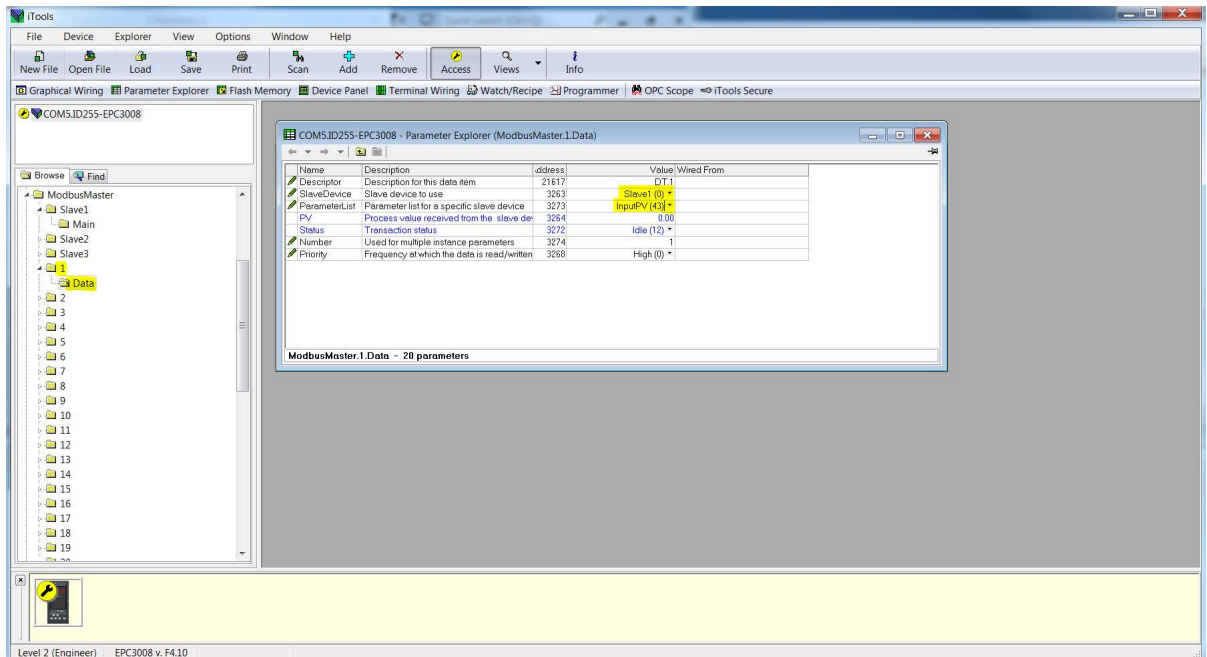 iTools
File Device Explorer View Options Window Help
New File Open File Load Save Print Scan Add Remove Access Views Info
Graphical Wiring Parameter Explorer Flash Memory Device Panel Terminal Wiring Watch/Recipe Programmer OPC Scope iTools Secure
COM5.ID255-EPC3008
Browse Find
ModbusMaster
Slave1
Main
Slave2
Slave3
1
Data
2
3
4
5
6
7
8
9
10
11
12
13
14
15
16
17
18
19
COM5.ID255-EPC3008 - Parameter Explorer (ModbusMaster.1.Data)
Name Description ddress Value Wired From
Descriptor Description for this data item 21617 DT.1
SlaveDevice Slave device to use 3263 Slave1 (0)
ParameterList Parameter list for a specific slave device 3273 InputPV (43)
PV Process value received from the slave de 3264 0.00
Status Transaction status 3272 Idle (12)
Number Used for multiple instance parameters 3274 1
Priority Frequency at which the data is read/written 3268 High (0)
ModbusMaster.1.Data - 20 parameters
Level 2 (Engineer) EPC3008 v. F4.10